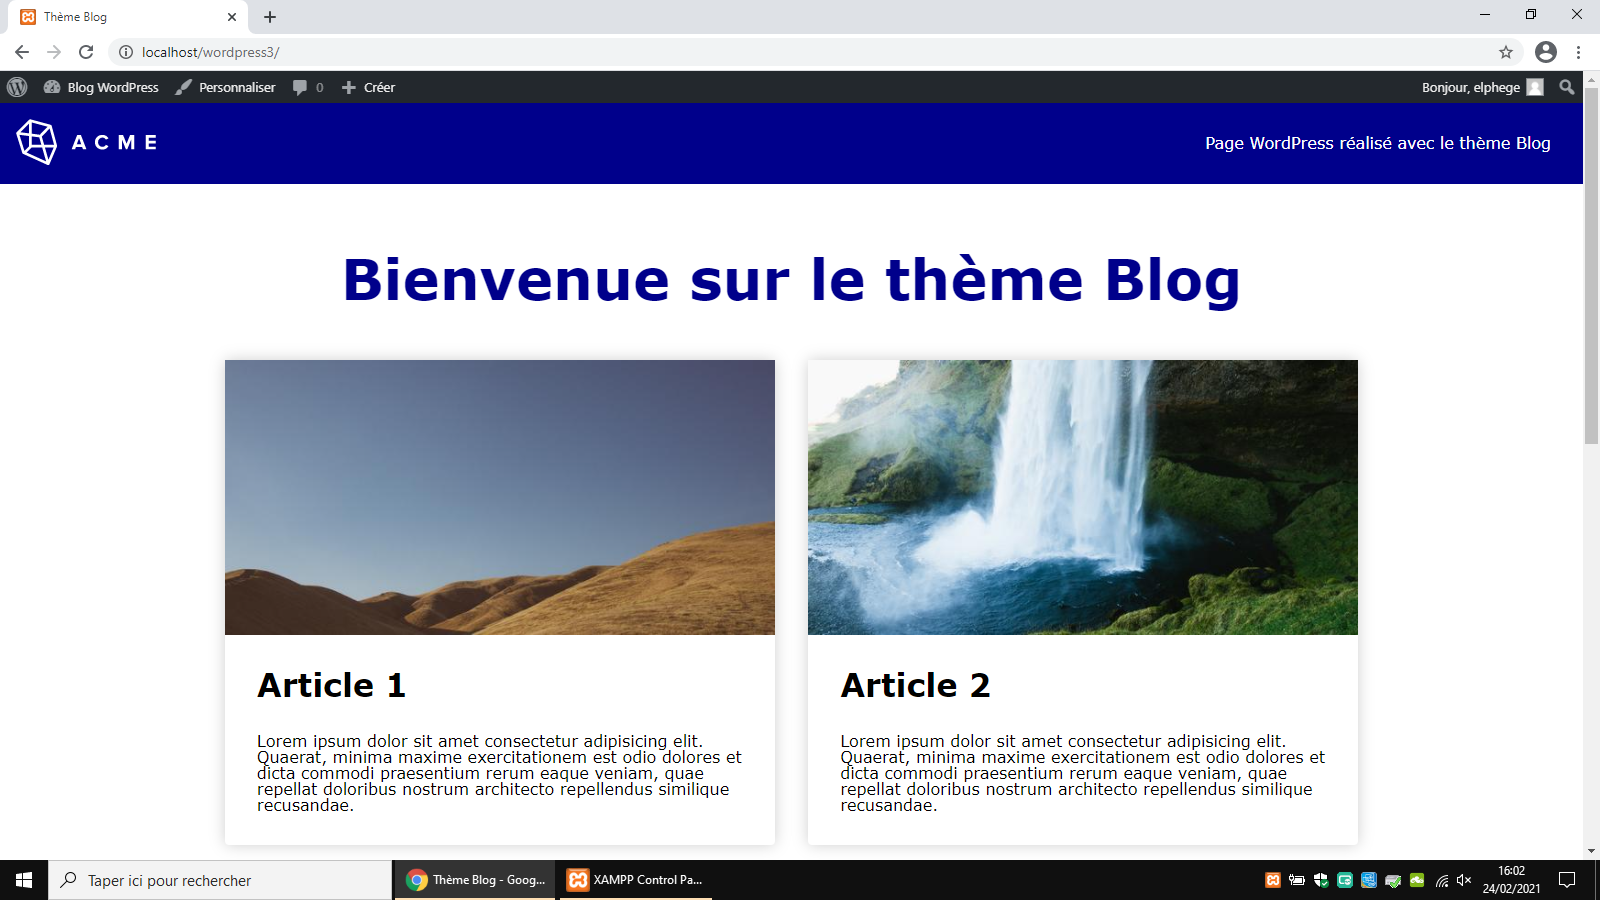 Thème Blog
localhost/wordpress3/
Blog WordPress Personnaliser 0 Créer Bonjour, elphege
ACME Page WordPress réalisé avec le thème Blog
Bienvenue sur le thème Blog
Article 1
Lorem ipsum dolor sit amet consectetur adipisicing elit.
Quaerat, minima maxime exercitationem est odio dolores et
dicta commodi praesentium rerum eaque veniam, quae
repellat doloribus nostrum architecto repellendus similique
recusandae.
Article 2
Lorem ipsum dolor sit amet consectetur adipisicing elit.
Quaerat, minima maxime exercitationem est odio dolores et
dicta commodi praesentium rerum eaque veniam, quae
repellat doloribus nostrum architecto repellendus similique
recusandae.
Taper ici pour rechercher Thème Blog - Goog... XAMPP Control Pa... 16:02
24/02/2021